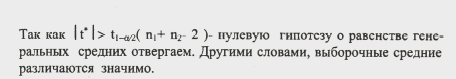 Так как |t*| > t₁₋α/₂( n₁+ n₂- 2 )- нулевую гипотезу о равенстве гене-
ральных средних отвергаем. Другими словами, выборочные средние
различаются значимо.